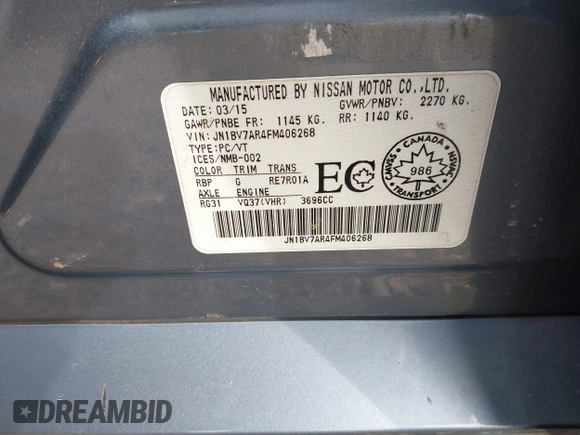 MANUFACTURED BY NISSAN MOTOR CO.,LTD.
DATE: 03/15 GVWR/PNBV: 2270 KG.
GAWR/PNBE FR: 1145 KG. RR: 1140 KG.
VIN: JN1BV7AR4FM406268
TYPE:PC/VT
ICES/NMB-002
COLOR TRIM TRANS
RBP G RE7R01A
AXLE ENGINE
RG31 VQ37(VHR) 3696CC
EC
CANADA
CMVSS 986 NSVAC
TRANSPORT
JN1BV7AR4FM406268
DREAMBID